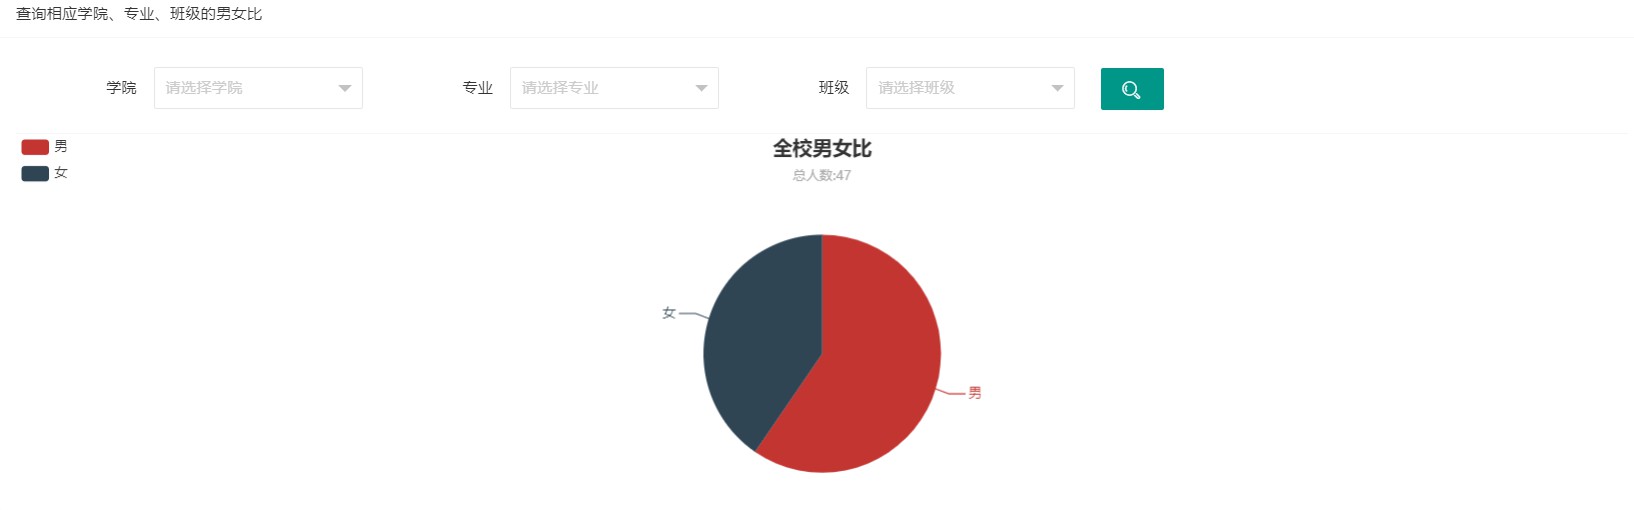 查询相应学院、专业、班级的男女比
学院 请选择学院 专业 请选择专业 班级 请选择班级
男
女
全校男女比
总人数:47
女
男